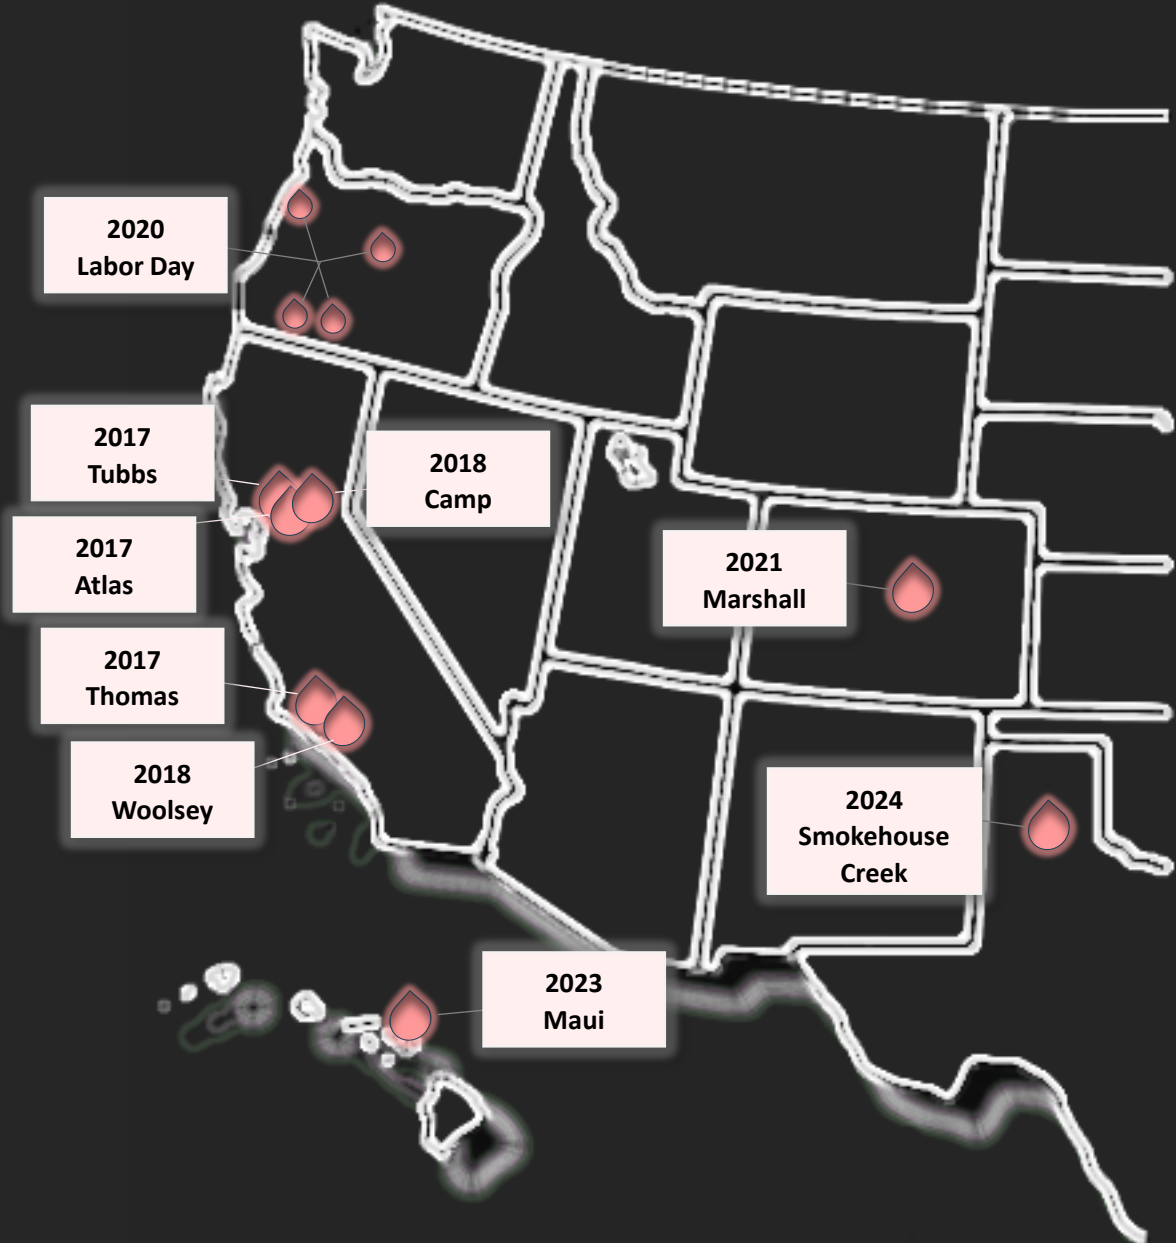 2020
Labor Day
2017
Tubbs
2018
Camp
2017
Atlas
2021
Marshall
2017
Thomas
2018
Woolsey
2024
Smokehouse
Creek
2023
Maui